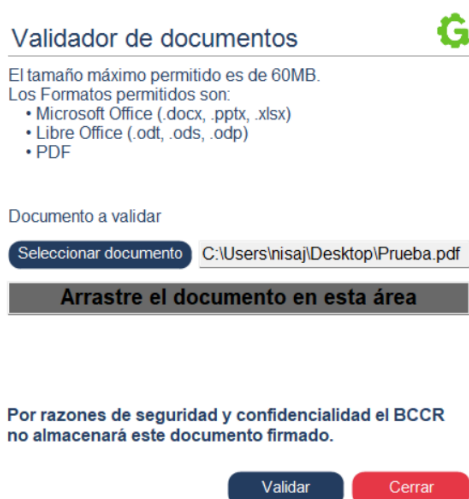 Validador de documentos
El tamaño máximo permitido es de 60MB.
Los Formatos permitidos son:
• Microsoft Office (.docx, .pptx, .xlsx)
• Libre Office (.odt, .ods, .odp)
• PDF
Documento a validar
Seleccionar documento C:\Users\nisaj\Desktop\Prueba.pdf
Arrastre el documento en esta área
Por razones de seguridad y confidencialidad el BCCR
no almacenará este documento firmado.
Validar Cerrar